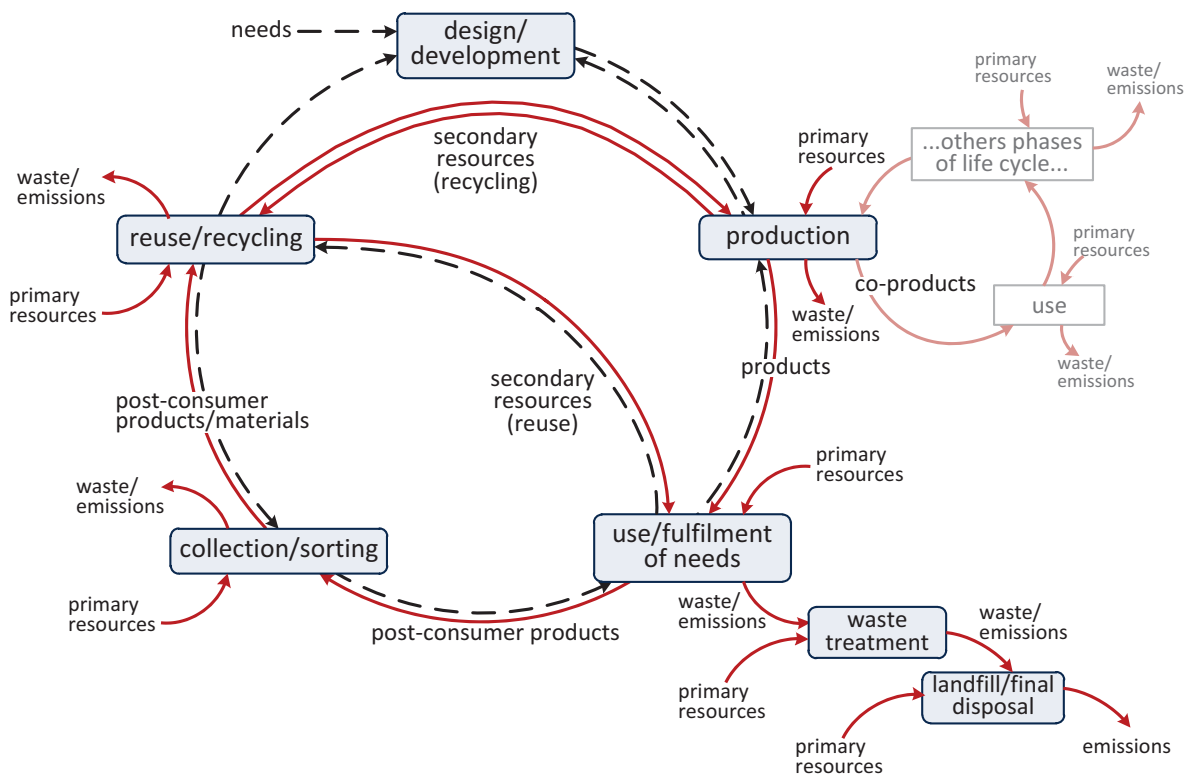 needs
design/
development
primary
resources
waste/
emissions
...others phases
of life cycle...
secondary
resources
(recycling)
primary
resources
waste/
emissions
reuse/recycling
production
primary
resources
co-products
use
primary
resources
waste/
emissions
waste/
emissions
products
secondary
resources
(reuse)
post-consumer
products/materials
primary
resources
waste/
emissions
use/fulfilment
of needs
collection/sorting
primary
resources
post-consumer products
waste/
emissions
waste
treatment
waste/
emissions
primary
resources
landfill/final
disposal
primary
resources
emissions